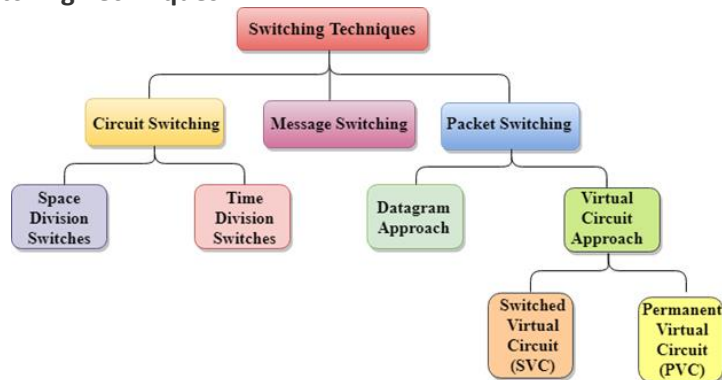 Switching Techniques
Circuit Switching
Message Switching
Packet Switching
Space
Division
Switches
Time
Division
Switches
Datagram
Approach
Virtual
Circuit
Approach
Switched
Virtual
Circuit
(SVC)
Permanent
Virtual
Circuit
(PVC)